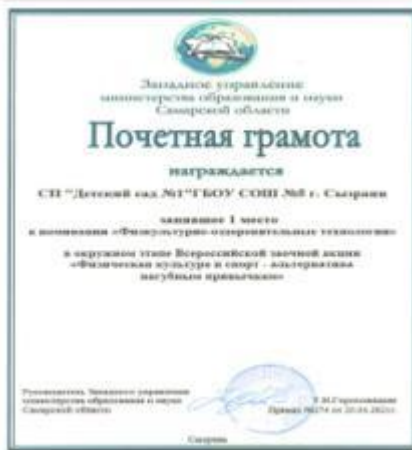 Западное управление
министерства образования и науки
Самарской области
Почетная грамота
награждается
СП "Детский сад №1" ГБОУ СОШ №8 г. Сызрани
занявшее 1 место
в номинации «Физкультурно-оздоровительные технологии»
в окружном этапе Всероссийской заочной акции
«Физическая культура и спорт - альтернатива
пагубным привычкам»
Руководитель Западного управления
министерства образования и науки
Самарской области
Приказ
Сызрань